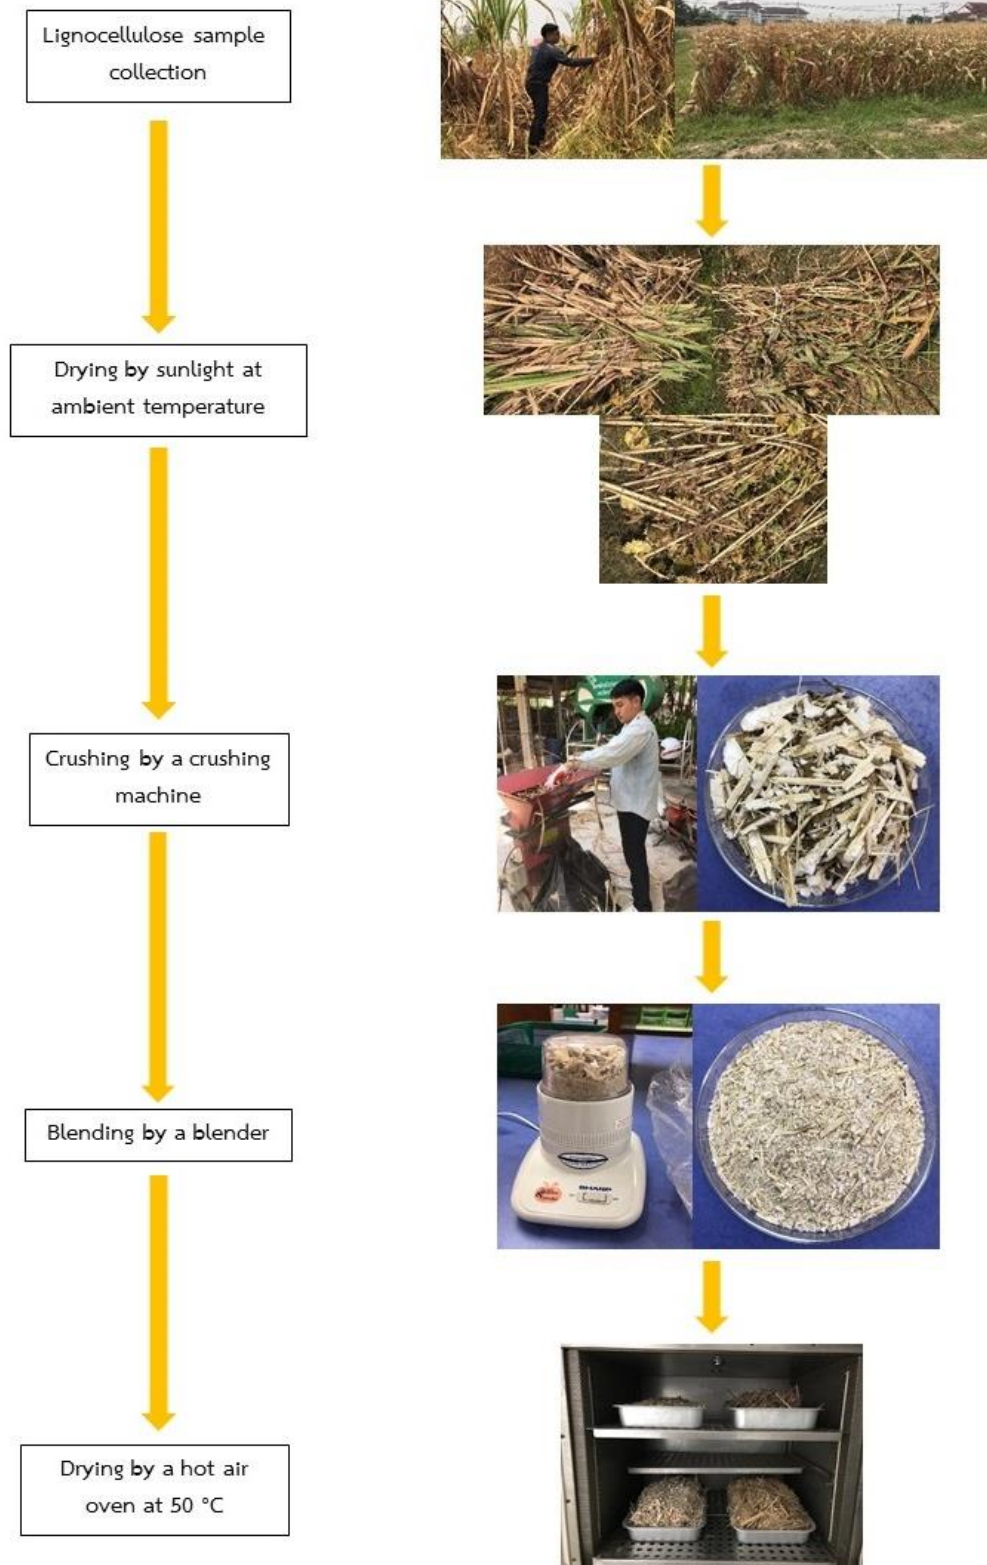 Lignocellulose sample
collection
Drying by sunlight at
ambient temperature
Crushing by a crushing
machine
Blending by a blender
SHARP
Drying by a hot air
oven at 50 °C